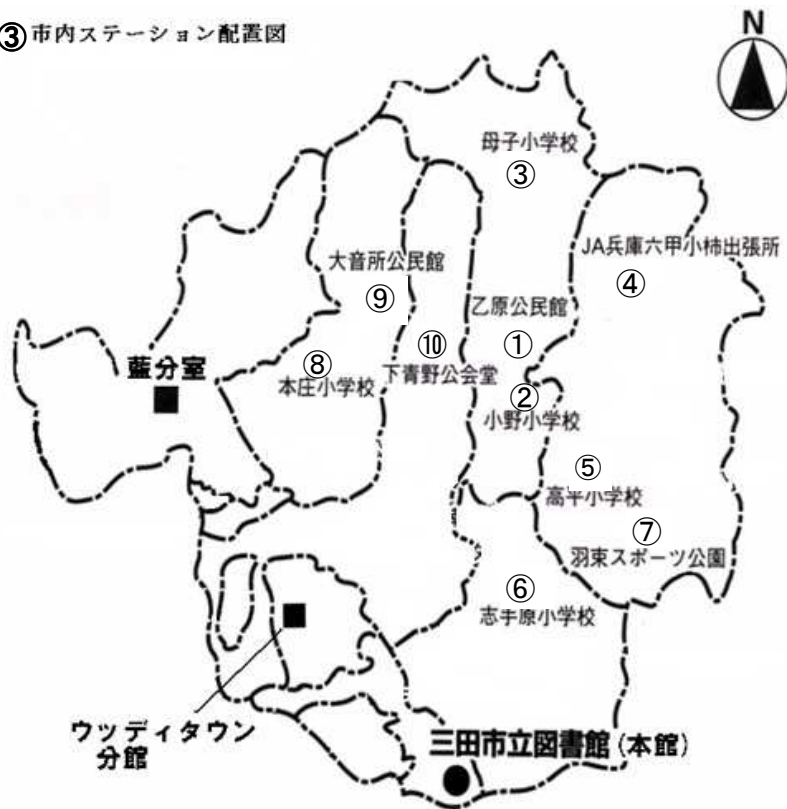 ③市内ステーション配置図
N
母子小学校
③
JA兵庫六甲小柿出張所
④
大音所公民館
⑨
乙原公民館
①
⑩
下青野公会堂
⑧
本庄小学校
藍分室
②
小野小学校
⑤
高平小学校
⑦
羽束スポーツ公園
⑥
志手原小学校
ウッディタウン
分館
三田市立図書館(本館)